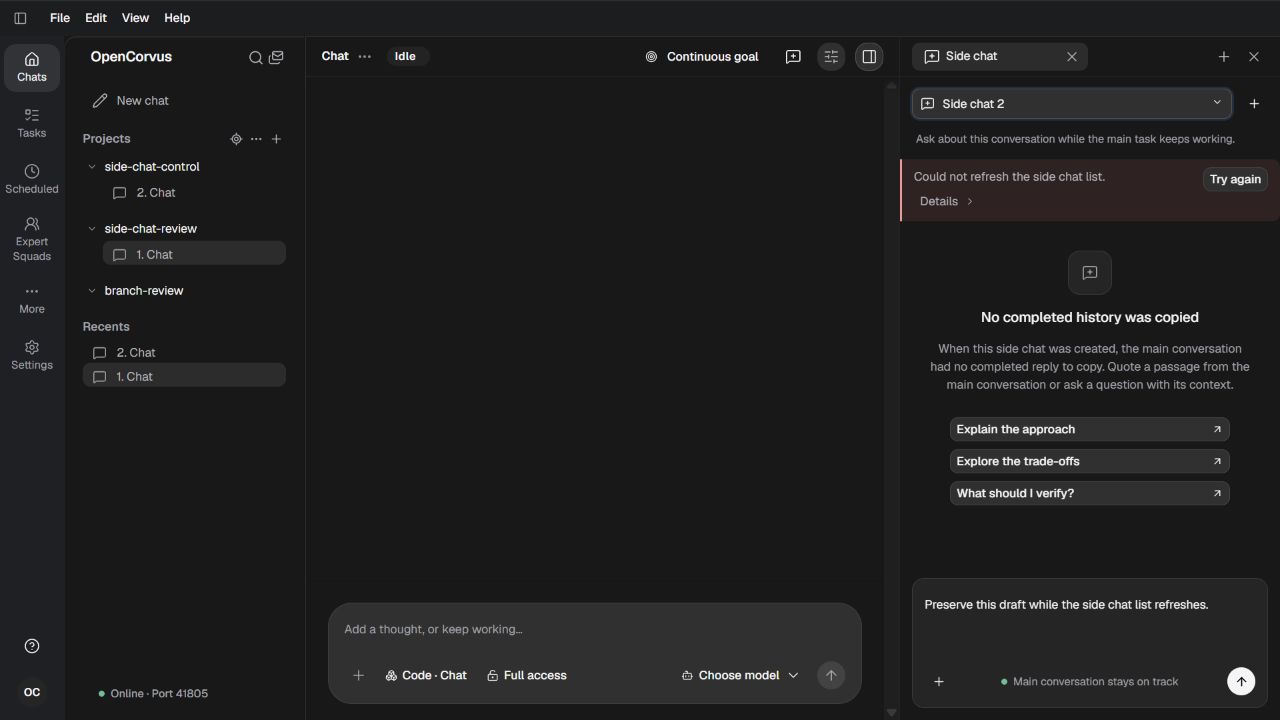 File Edit View Help
OpenCorvus
Chat ··· Idle
Continuous goal
Side chat
Chats
Tasks
Scheduled
Expert
Squads
More
Settings
OC
New chat
Projects
side-chat-control
2. Chat
side-chat-review
1. Chat
branch-review
Recents
2. Chat
1. Chat
Online · Port 41805
Add a thought, or keep working...
Code · Chat
Full access
Choose model
Side chat 2
Ask about this conversation while the main task keeps working.
Could not refresh the side chat list.
Try again
Details
No completed history was copied
When this side chat was created, the main conversation
had no completed reply to copy. Quote a passage from the
main conversation or ask a question with its context.
Explain the approach
Explore the trade-offs
What should I verify?
Preserve this draft while the side chat list refreshes.
Main conversation stays on track